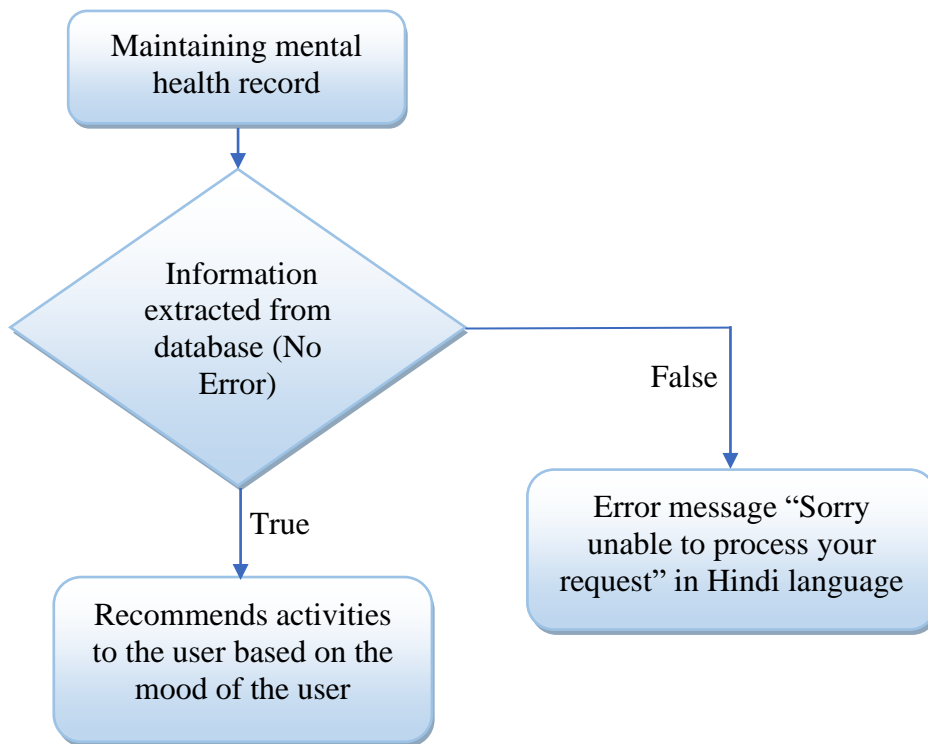 Maintaining mental
health record
Information
extracted from
database (No
Error)
False
True
Error message “Sorry
unable to process your
request” in Hindi language
Recommends activities
to the user based on the
mood of the user